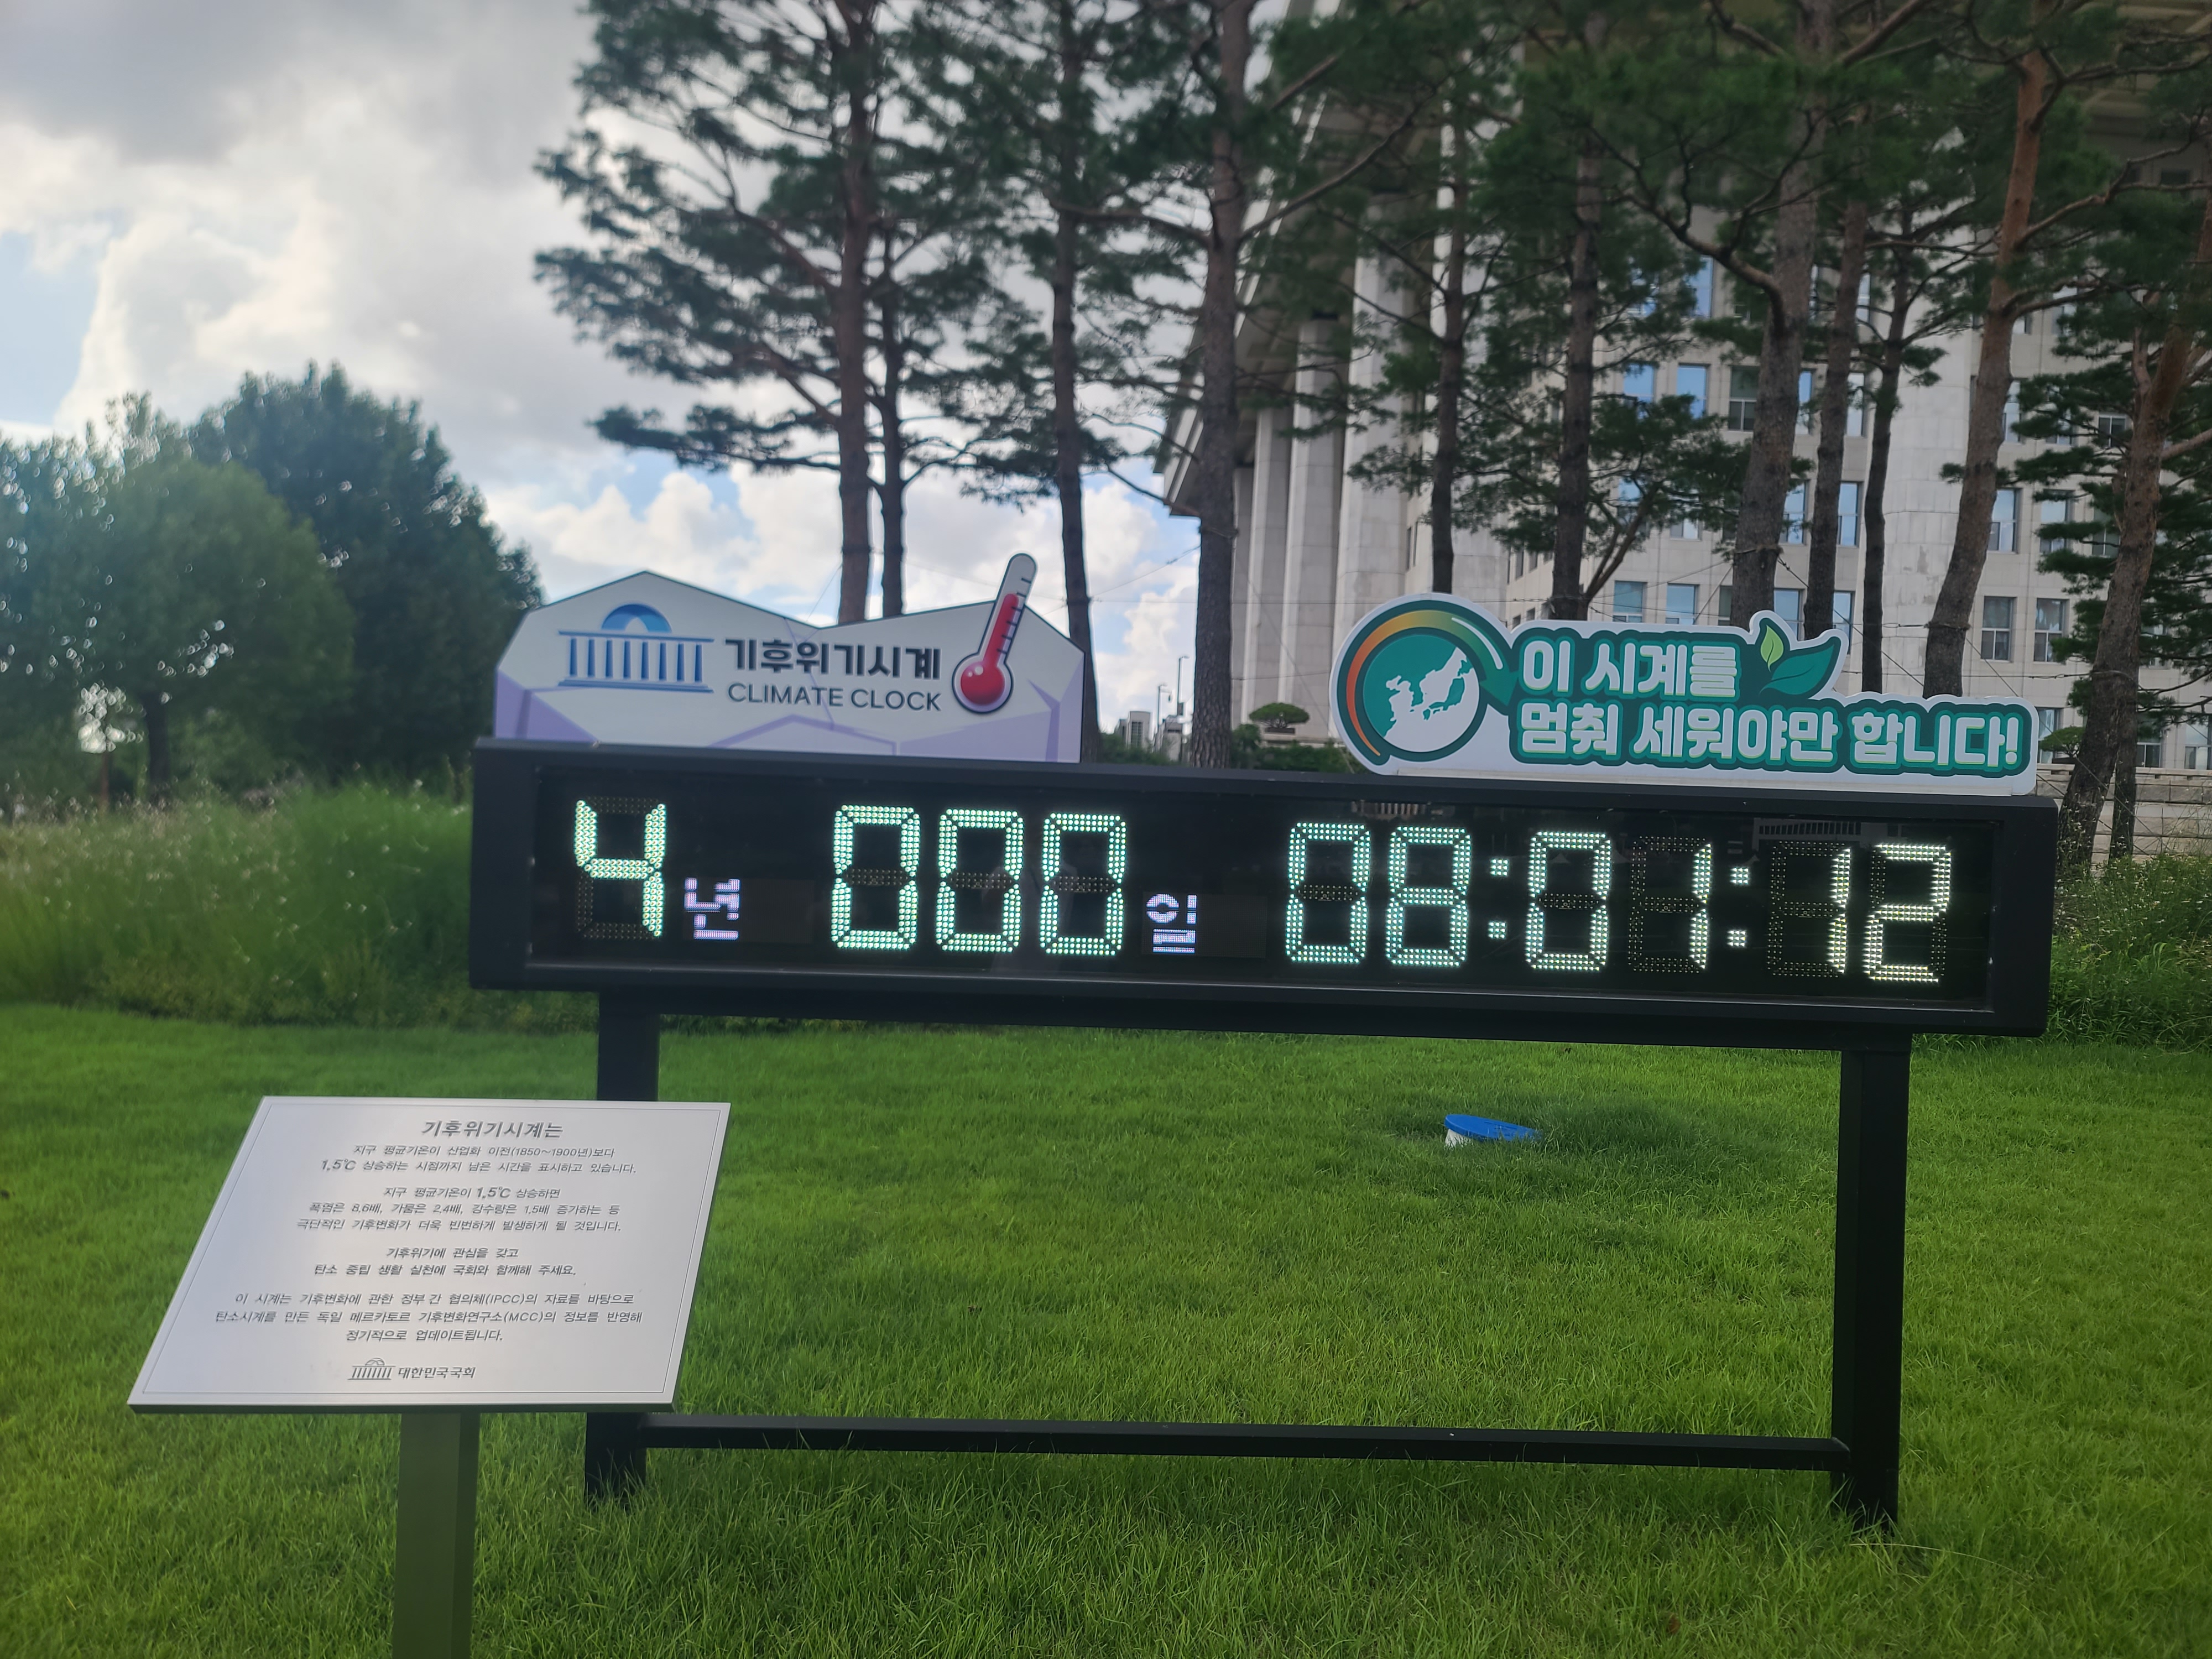 기후위기시계
CLIMATE CLOCK
이 시계를
멈춰 세워야만 합니다!
4년 000일 08:01:12
기후위기시계는
지구 평균기온이 산업화 이전(1850~1900년)보다
1.5℃ 상승하는 시점까지 남은 시간을 표시하고 있습니다.
지구 평균기온이 1.5℃ 상승하면
폭염은 8.6배, 가뭄은 2.4배, 강수량은 1.5배 증가하는 등
극단적인 기후변화가 더욱 빈번하게 발생하게 될 것입니다.
기후위기에 관심을 갖고
탄소 중립 생활 실천에 국회와 함께해 주세요.
이 시계는 기후변화에 관한 정부 간 협의체(IPCC)의 자료를 바탕으로
탄소시계를 만든 독일 메르카토르 기후변화연구소(MCC)의 정보를 반영해
정기적으로 업데이트됩니다.
대한민국국회